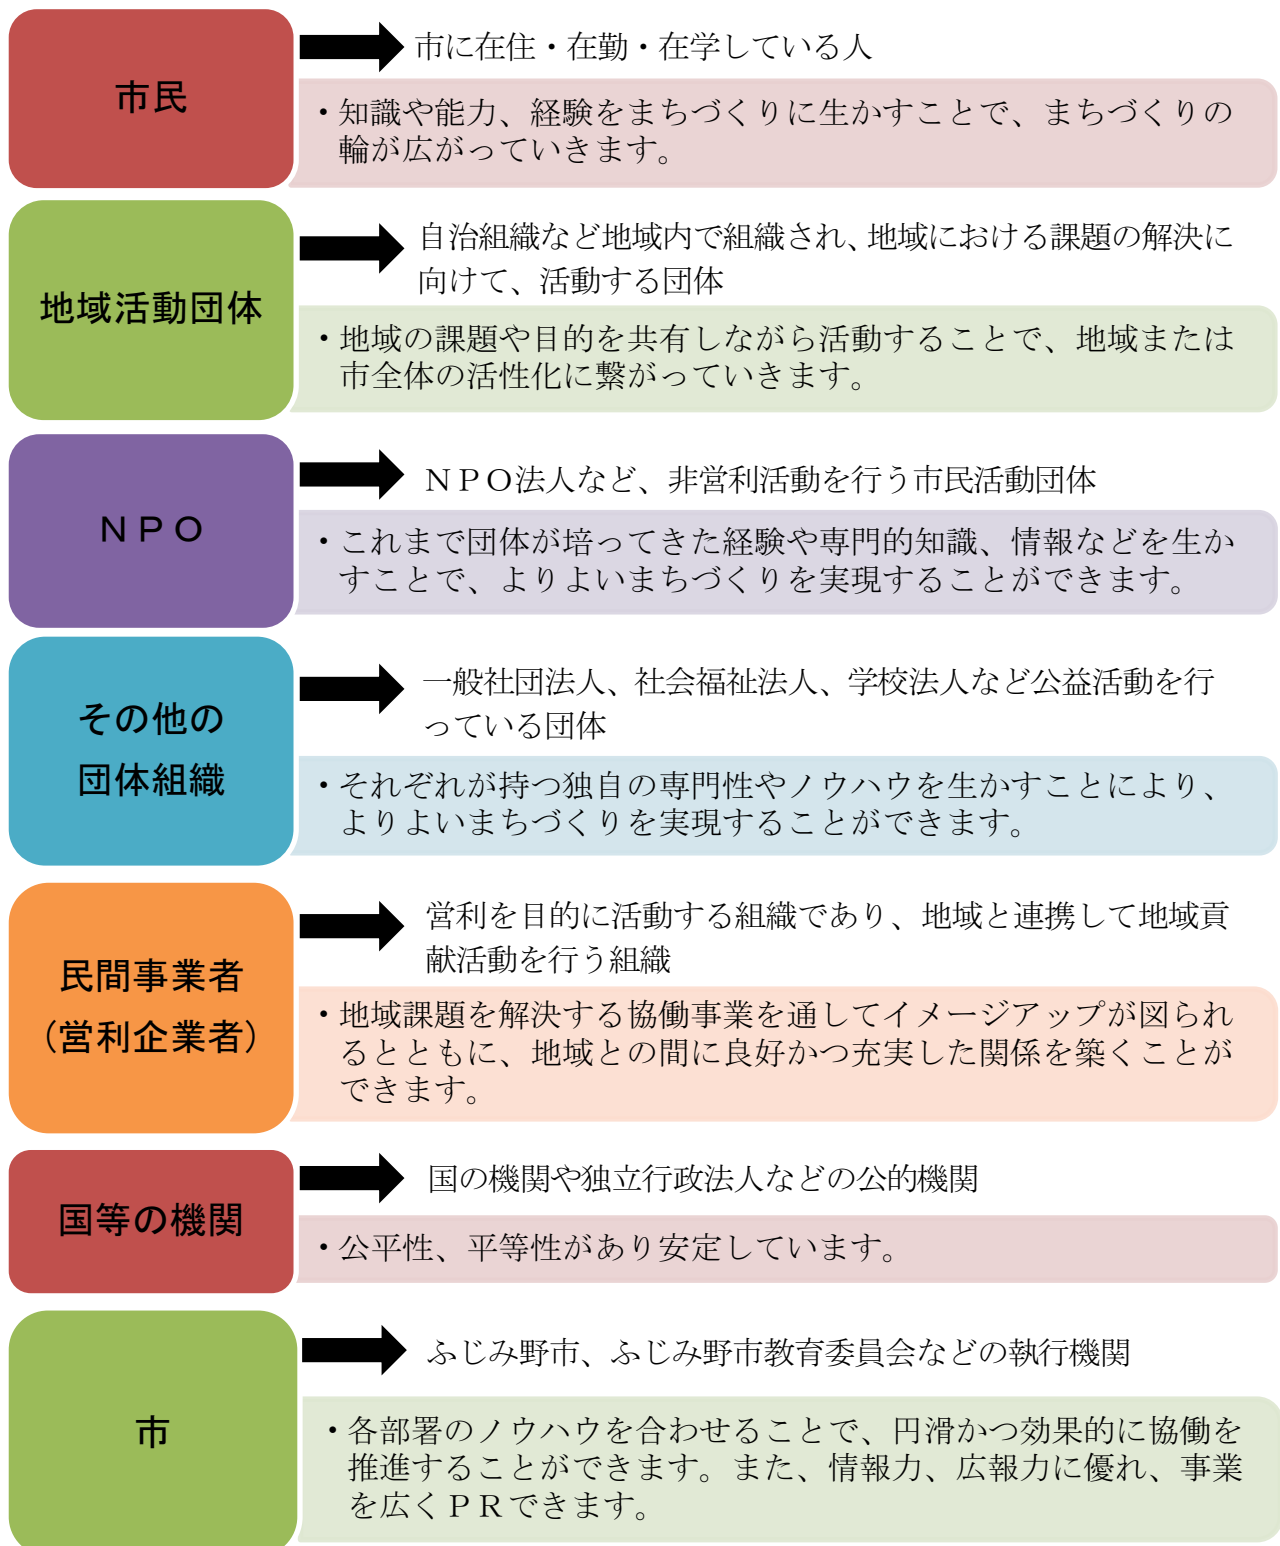 市民
市に在住・在勤・在学している人
・知識や能力、経験をまちづくりに生かすことで、まちづくりの
輪が広がっていきます。
地域活動団体
自治組織など地域内で組織され、地域における課題の解決に
向けて、活動する団体
・地域の課題や目的を共有しながら活動することで、地域または
市全体の活性化に繋がっていきます。
ＮＰＯ
ＮＰＯ法人など、非営利活動を行う市民活動団体
・これまで団体が培ってきた経験や専門的知識、情報などを生か
すことで、よりよいまちづくりを実現することができます。
その他の
団体組織
一般社団法人、社会福祉法人、学校法人など公益活動を行
っている団体
・それぞれが持つ独自の専門性やノウハウを生かすことにより、
よりよいまちづくりを実現することができます。
民間事業者
（営利企業者）
営利を目的に活動する組織であり、地域と連携して地域貢
献活動を行う組織
・地域課題を解決する協働事業を通してイメージアップが図られ
るとともに、地域との間に良好かつ充実した関係を築くことが
できます。
国等の機関
国の機関や独立行政法人などの公的機関
・公平性、平等性があり安定しています。
市
ふじみ野市、ふじみ野市教育委員会などの執行機関
・各部署のノウハウを合わせることで、円滑かつ効果的に協働を
推進することができます。また、情報力、広報力に優れ、事業
を広くＰＲできます。